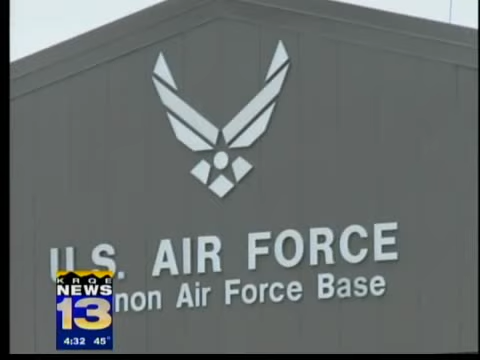 U.S. AIR FORCE
non Air Force Base
KRQE
NEWS
13
4:32 45°